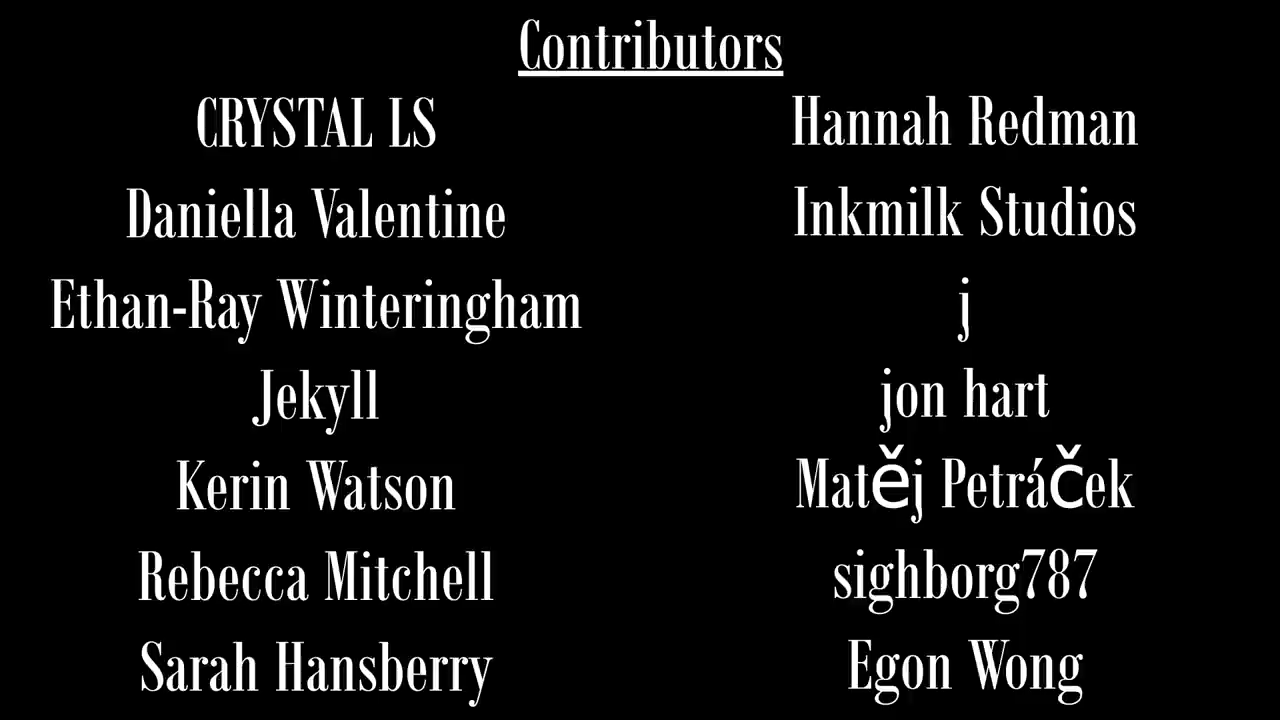 Contributors
CRYSTAL LS
Daniella Valentine
Ethan-Ray Winteringham
Jekyll
Kerin Watson
Rebecca Mitchell
Sarah Hansberry
Hannah Redman
Inkmilk Studios
j
jon hart
Matěj Petráček
sighborg787
Egon Wong